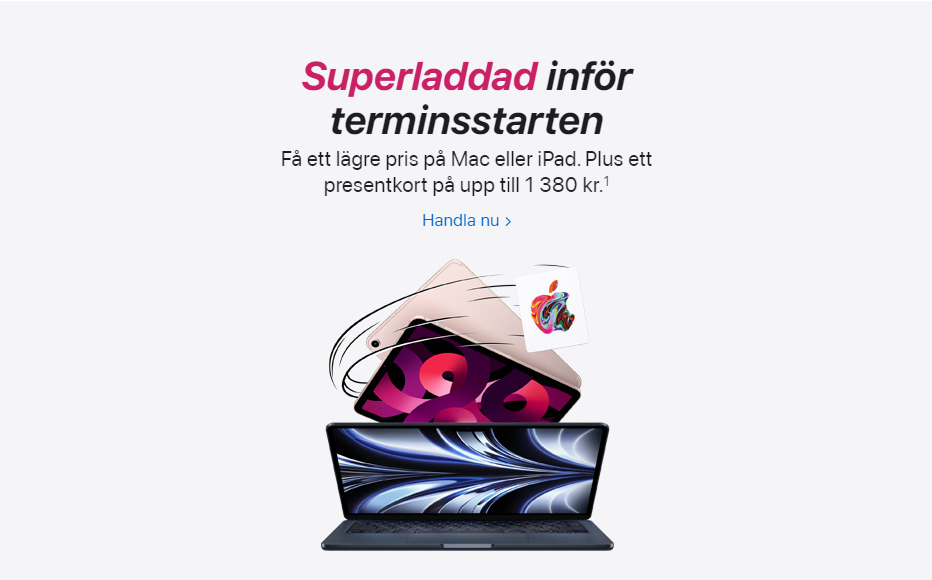 Superladdad inför
terminsstarten
Få ett lägre pris på Mac eller iPad. Plus ett
presentkort på upp till 1 380 kr.¹
Handla nu >